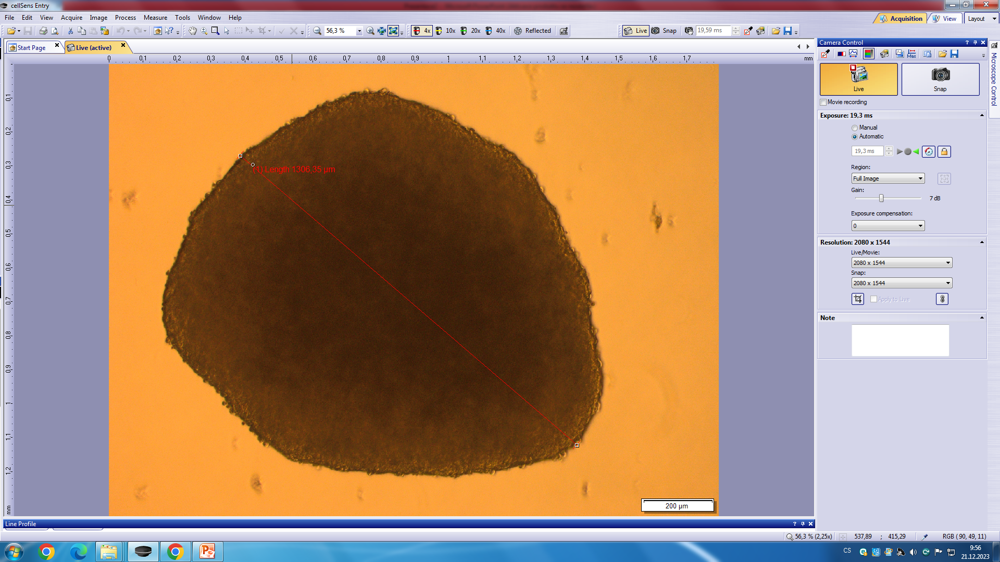 cellSens Entry
File Edit View Acquire Image Process Measure Tools Window Help
Acquisition View Layout
56,3 % 4x 10x 20x 40x Reflected Live Snap 19,59 ms
Start Page Live (active)
0 0,1 0,2 0,3 0,4 0,5 0,6 0,7 0,8 0,9 1 1,1 1,2 1,3 1,4 1,5 1,6 1,7 mm
0,1
0,2
0,3
0,4
0,5
0,6
0,7
0,8
0,9
1
1,1
1,2
mm
(1) Length 1306,35 µm
200 µm
Camera Control
Max
Live Snap
Movie recording
Exposure: 19,3 ms
Manual
Automatic
19,3 ms
Region:
Full Image
Gain:
7 dB
Exposure compensation:
0
Resolution: 2080 x 1544
Live/Movie:
2080 x 1544
Snap:
2080 x 1544
Apply to Live
Note
Microscope Control
Line Profile
56,3 % (2,25x) 537,89 ; 415,29 RGB ( 90, 49, 11)
CS
9:56
21.12.2023